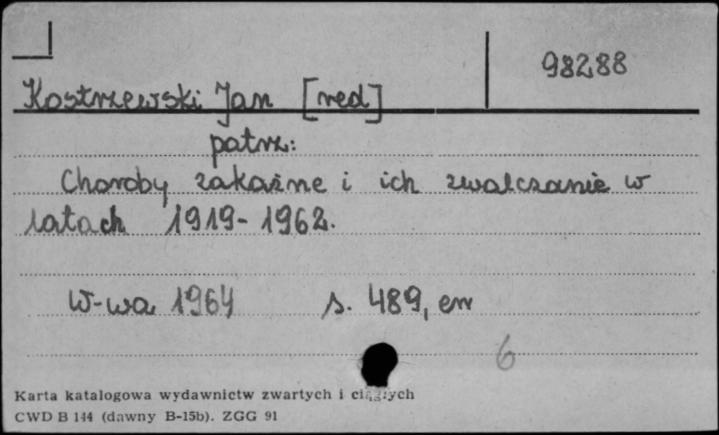 98288
Kostrzewski Jan [red]
patrz:
Choroby zakaźne i ich zwalczanie w
latach 1919-1962.
W-wa 1964 s. 489, err
6
Karta katalogowa wydawnictw zwartych i ciągłych
CWD B 144 (dawny B-15b). ZGG 91